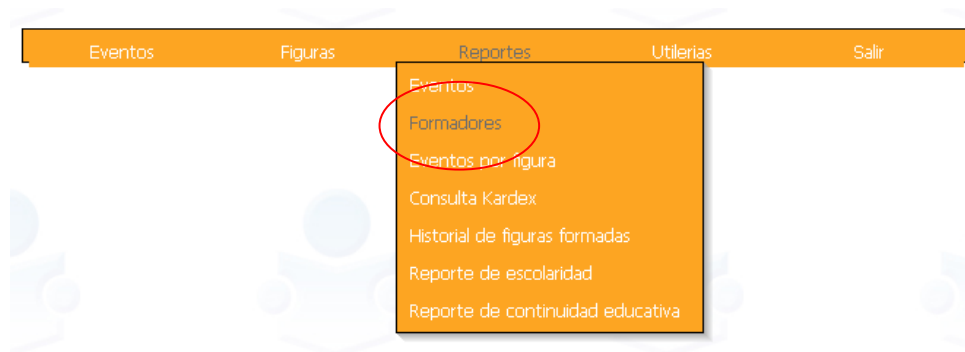 Eventos Figuras Reportes Utilerias Salir
Eventos
Formadores
Eventos por figura
Consulta Kardex
Historial de figuras formadas
Reporte de escolaridad
Reporte de continuidad educativa